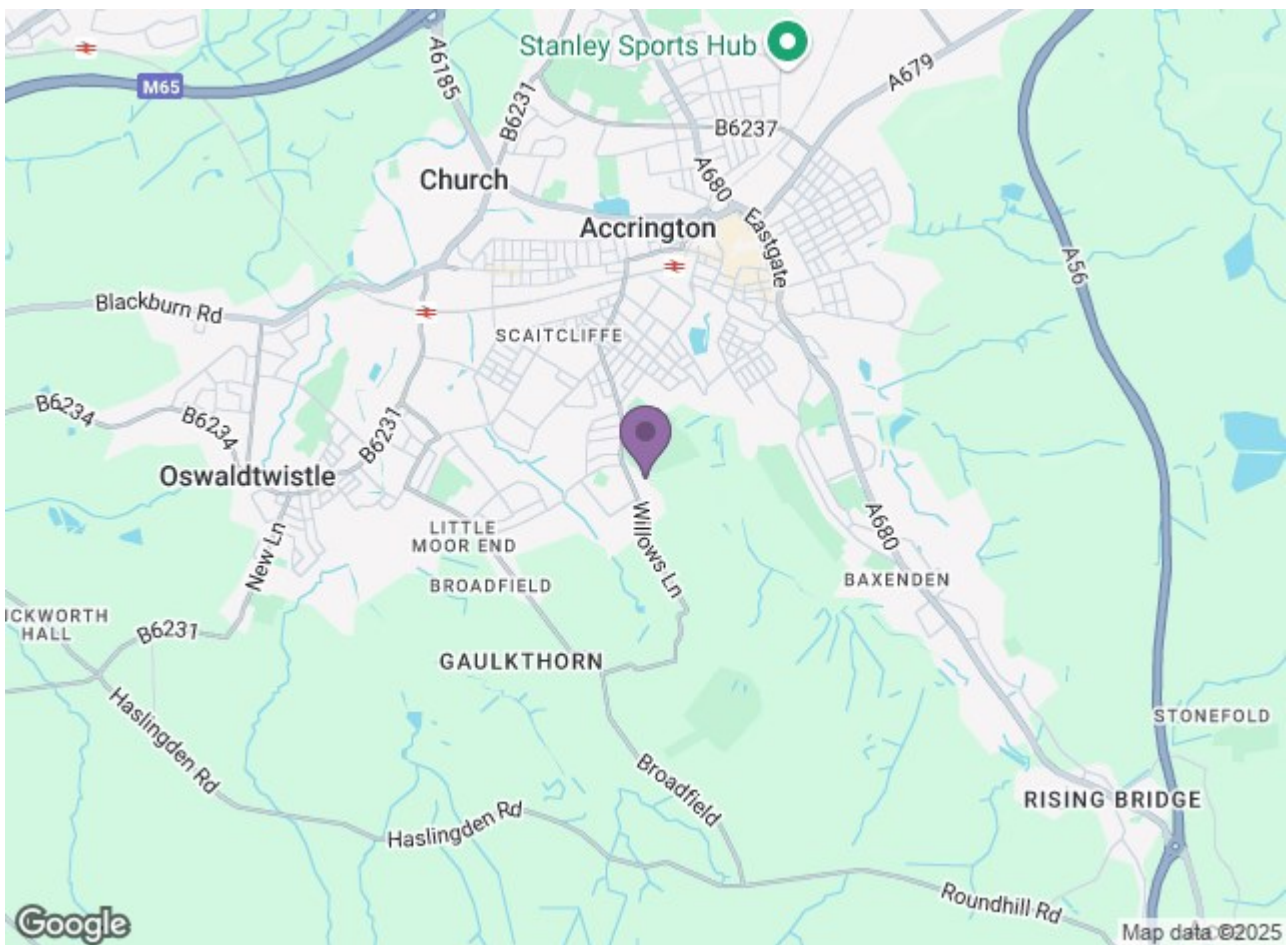 Stanley Sports Hub
M65
A6185
B6231
A679
B6237
A680
Church
Accrington
Eastgate
A56
Blackburn Rd
SCAITCLIFFE
B6234
B6234
B6231
Oswaldtwistle
New Ln
LITTLE
MOOR END
Willows Ln
A680
BROADFIELD
BAXENDEN
UCKWORTH
HALL
B6231
GAULKTHORN
Haslingden Rd
STONEFOLD
Broadfield
RISING BRIDGE
Haslingden Rd
Roundhill Rd
Google
Map data ©2025